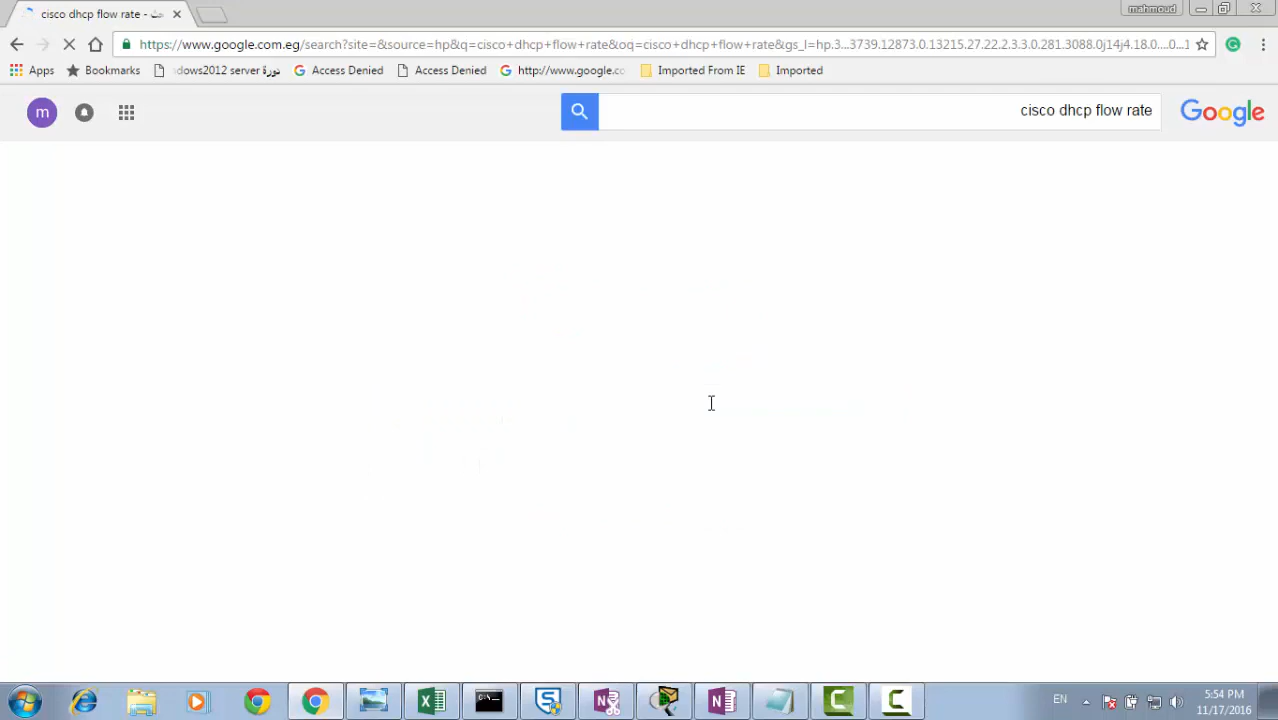 cisco dhcp flow rate - بحث
mahmoud
https://www.google.com.eg/search?site=&source=hp&q=cisco+dhcp+flow+rate&oq=cisco+dhcp+flow+rate&gs_l=hp.3...3739.12873.0.13215.27.22.2.3.3.0.281.3088.0j14j4.18.0....0...1
Apps Bookmarks dows2012 server دورة Access Denied Access Denied http://www.google.co Imported From IE Imported
m cisco dhcp flow rate Google
EN 5:54 PM
11/17/2016